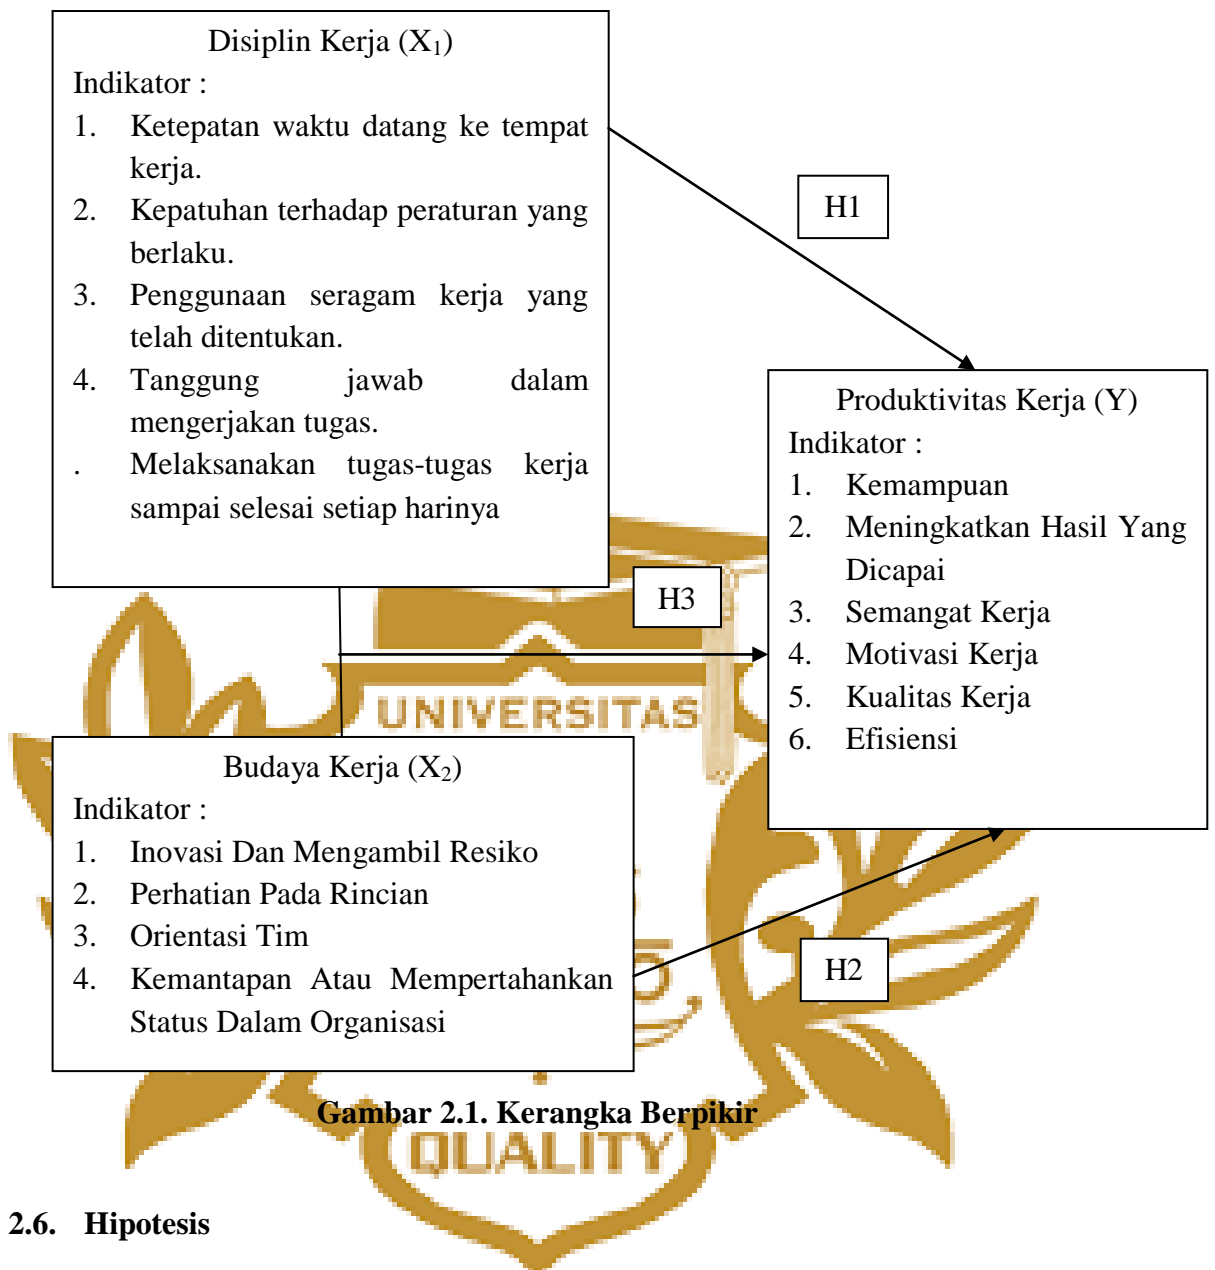 Disiplin Kerja (X₁)
Indikator :
1. Ketepatan waktu datang ke tempat
kerja.
2. Kepatuhan terhadap peraturan yang
berlaku.
3. Penggunaan seragam kerja yang
telah ditentukan.
4. Tanggung jawab dalam
mengerjakan tugas.
. Melaksanakan tugas-tugas kerja
sampai selesai setiap harinya
H1
Produktivitas Kerja (Y)
Indikator :
1. Kemampuan
2. Meningkatkan Hasil Yang
Dicapai
3. Semangat Kerja
4. Motivasi Kerja
5. Kualitas Kerja
6. Efisiensi
H3
UNIVERSITAS
Budaya Kerja (X₂)
Indikator :
1. Inovasi Dan Mengambil Resiko
2. Perhatian Pada Rincian
3. Orientasi Tim
4. Kemantapan Atau Mempertahankan
Status Dalam Organisasi
H2
Gambar 2.1. Kerangka Berpikir
QUALITY
2.6. Hipotesis